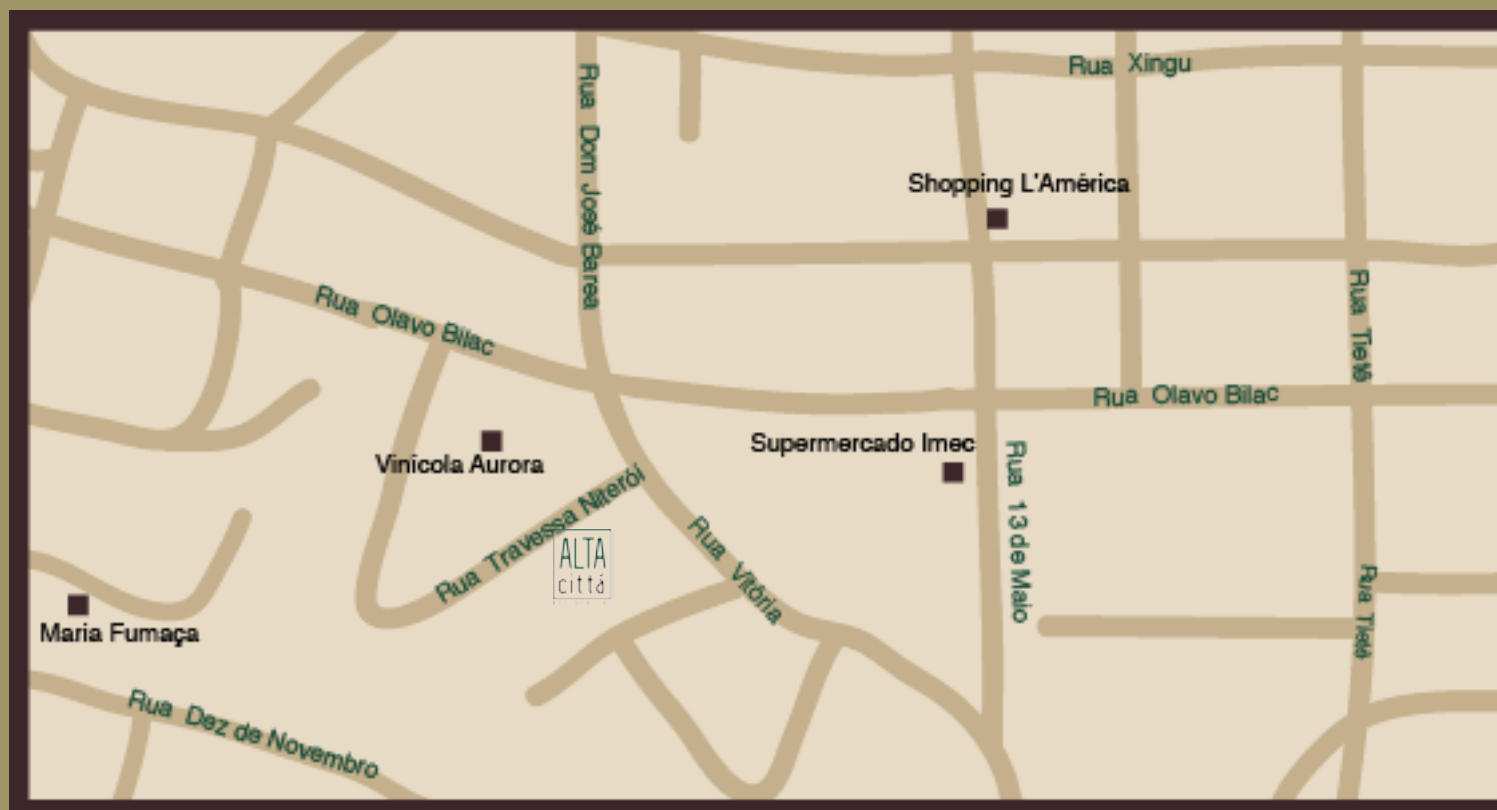 Rua Xingu
Rua Dom José Barea
Shopping L'América
Rua Olavo Bilac
Rua Tietê
Rua Olavo Bilac
Vinícola Aurora
Supermercado Imec
Rua 13 de Maio
Rua Travessa Niterói
Rua Vitória
ALTA
cittá
Rua Tietê
Maria Fumaça
Rua Dez de Novembro